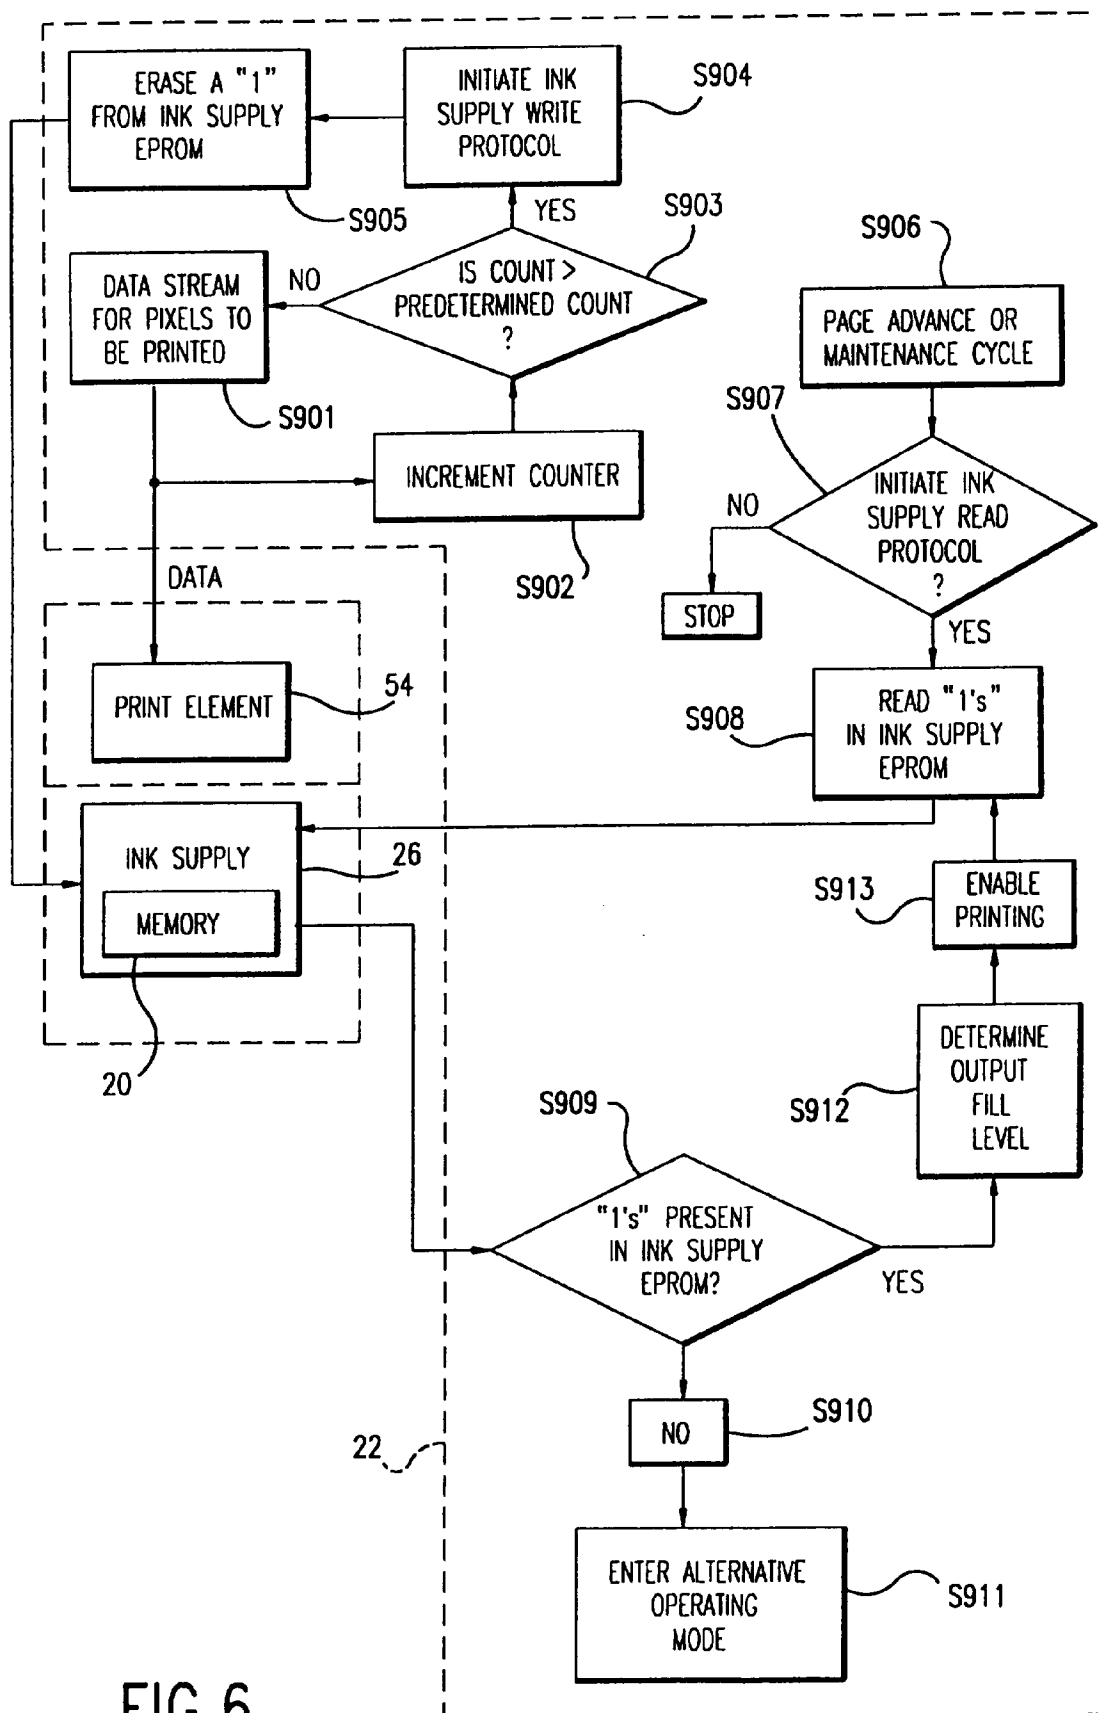 ERASE A "1"
FROM INK SUPPLY
EPROM
S905
INITIATE INK
SUPPLY WRITE
PROTOCOL
S904
YES
S903
IS COUNT >
PREDETERMINED COUNT
?
NO
DATA STREAM
FOR PIXELS TO
BE PRINTED
S901
INCREMENT COUNTER
S902
DATA
PRINT ELEMENT
54
INK SUPPLY
26
MEMORY
20
S906
PAGE ADVANCE OR
MAINTENANCE CYCLE
S907
INITIATE INK
SUPPLY READ
PROTOCOL
?
NO
STOP
YES
S908
READ "1's"
IN INK SUPPLY
EPROM
S913
ENABLE
PRINTING
S912
DETERMINE
OUTPUT
FILL
LEVEL
S909
"1's" PRESENT
IN INK SUPPLY
EPROM?
YES
NO
S910
22
ENTER ALTERNATIVE
OPERATING
MODE
S911
FIG.6